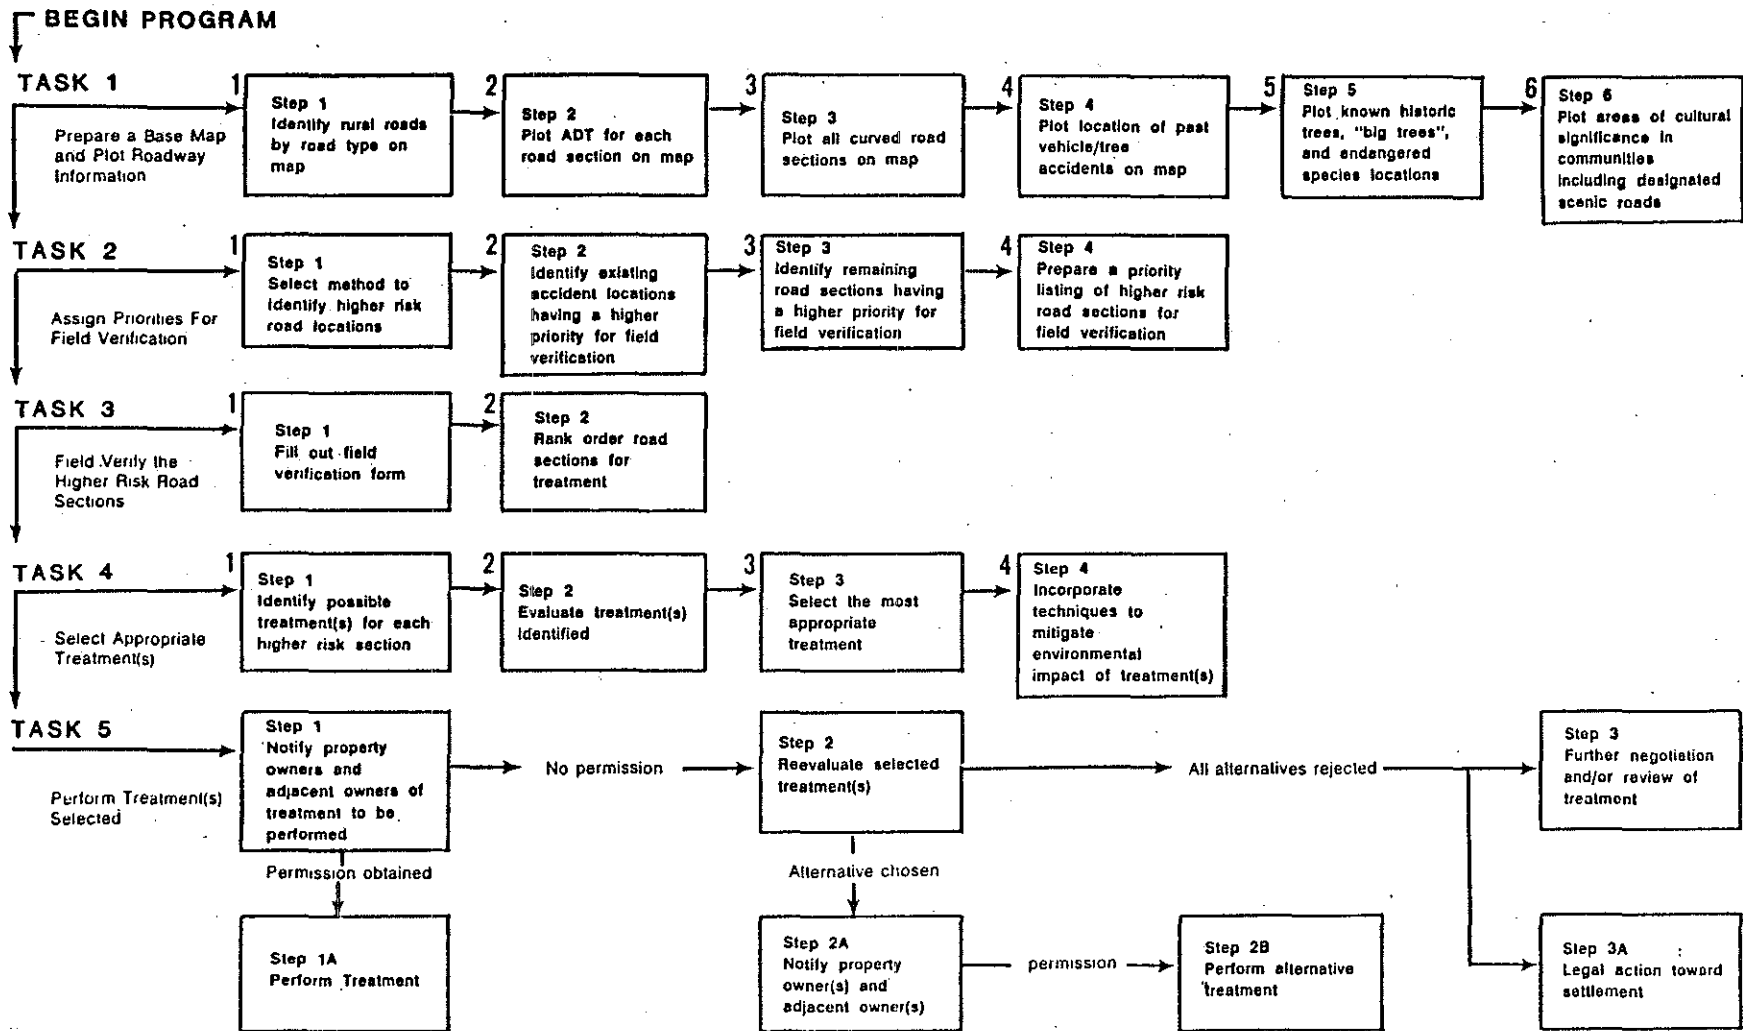 BEGIN PROGRAM
TASK 1
Prepare a Base Map
and Plot Roadway
Information
1
Step 1
Identify rural roads
by road type on
map
2
Step 2
Plot ADT for each
road section on map
3
Step 3
Plot all curved road
sections on map
4
Step 4
Plot location of past
vehicle/tree
accidents on map
5
Step 5
Plot known historic
trees, "big trees",
and endangered
species locations
6
Step 6
Plot areas of cultural
significance in
communities
including designated
scenic roads
TASK 2
Assign Priorities For
Field Verification
1
Step 1
Select method to
identify higher risk
road locations
2
Step 2
Identify existing
accident locations
having a higher
priority for field
verification
3
Step 3
Identify remaining
road sections having
a higher priority for
field verification
4
Step 4
Prepare a priority
listing of higher risk
road sections for
field verification
TASK 3
Field Verify the
Higher Risk Road
Sections
1
Step 1
Fill out field
verification form
2
Step 2
Rank order road
sections for
treatment
TASK 4
Select Appropriate
Treatment(s)
1
Step 1
Identify possible
treatment(s) for each
higher risk section
2
Step 2
Evaluate treatment(s)
identified
3
Step 3
Select the most
appropriate
treatment
4
Step 4
Incorporate
techniques to
mitigate
environmental
impact of treatment(s)
TASK 5
Perform Treatment(s)
Selected
Step 1
Notify property
owners and
adjacent owners of
treatment to be
performed
No permission
Step 2
Reevaluate selected
treatment(s)
All alternatives rejected
Step 3
Further negotiation
and/or review of
treatment
Permission obtained
Alternative chosen
Step 1A
Perform Treatment
Step 2A
Notify property
owner(s) and
adjacent owner(s)
permission
Step 2B
Perform alternative
treatment
Step 3A
Legal action toward
settlement